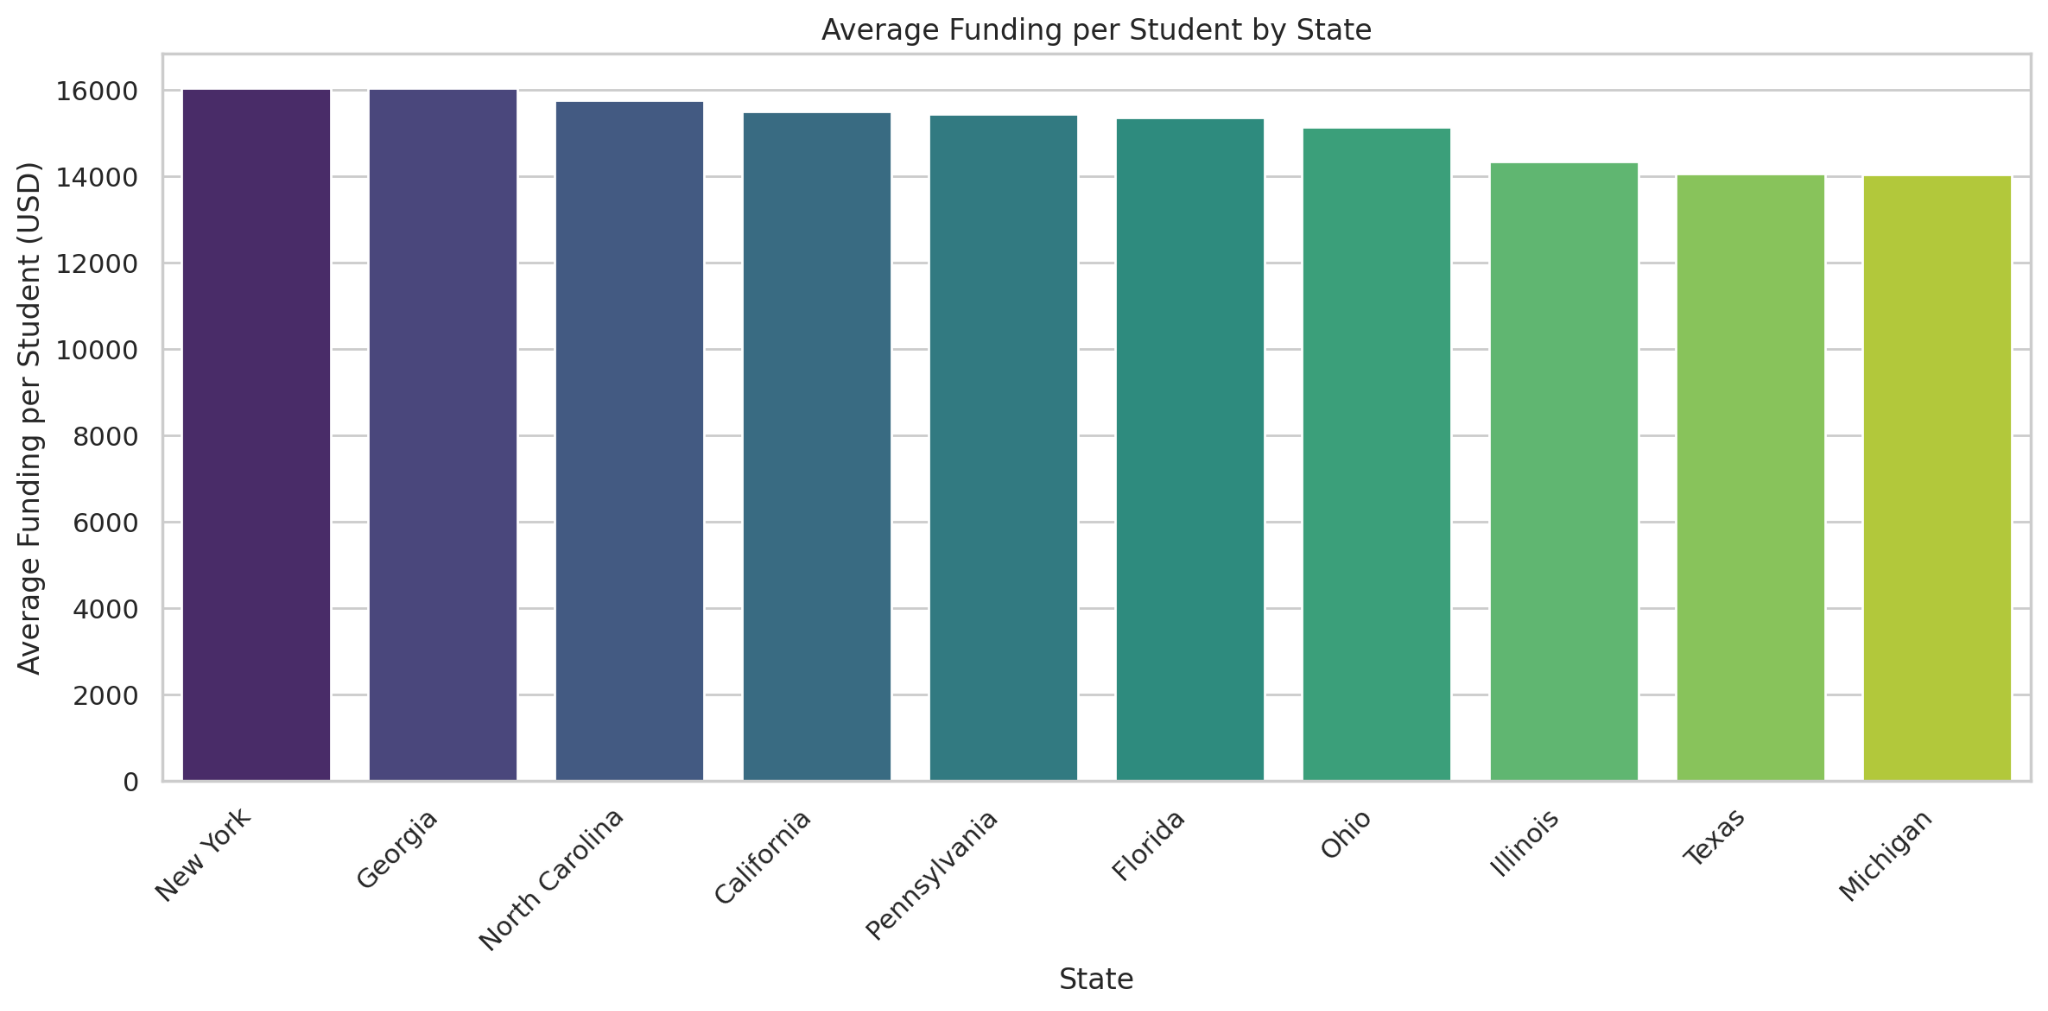 Average Funding per Student by State
Average Funding per Student (USD)
16000
14000
12000
10000
8000
6000
4000
2000
0
New York
Georgia
North Carolina
California
Pennsylvania
Florida
Ohio
Illinois
Texas
Michigan
State